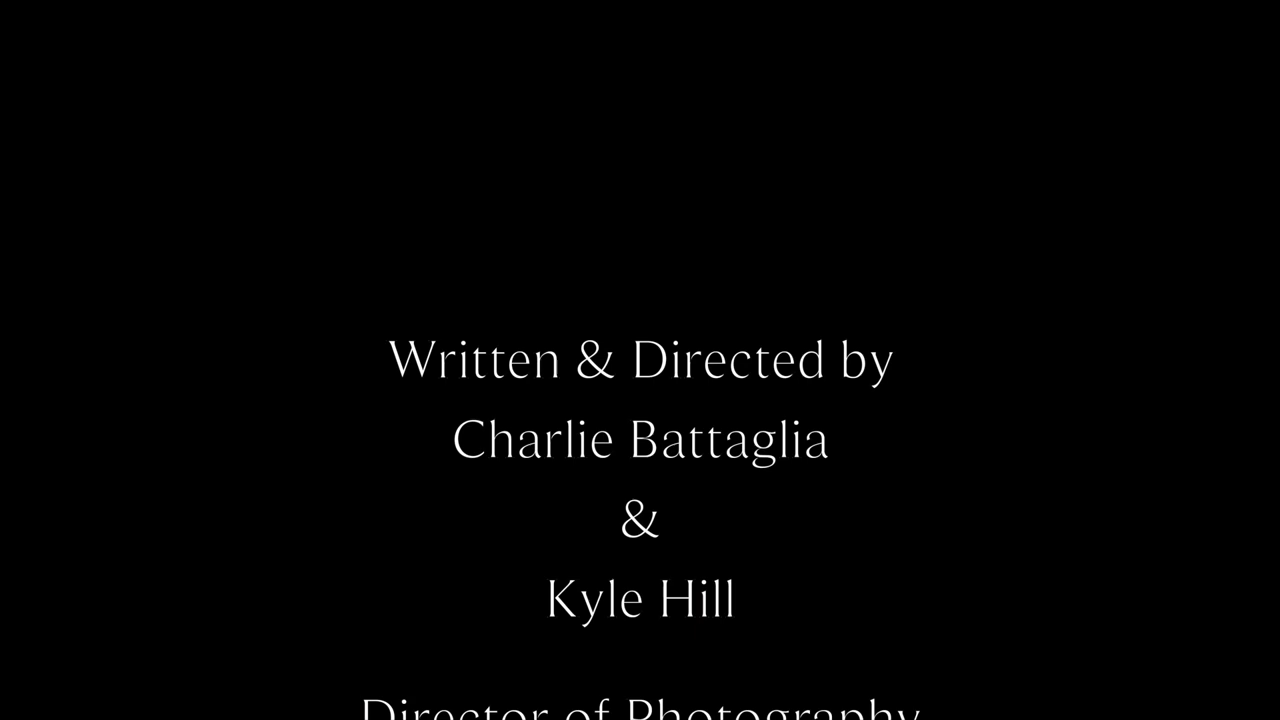 Written & Directed by
Charlie Battaglia
&
Kyle Hill
Director of Photography